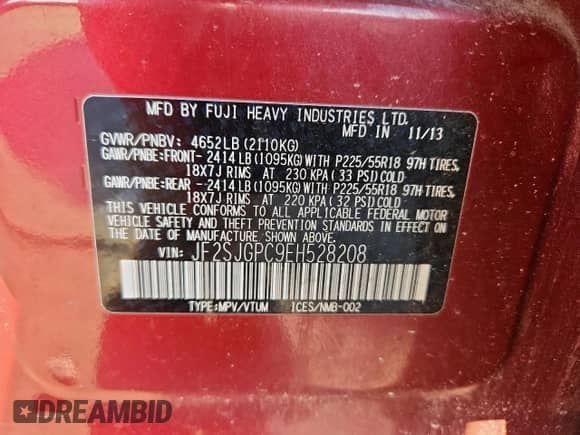 MFD BY FUJI HEAVY INDUSTRIES LTD.
MFD IN 11/13
GVWR/PNBV: 4652LB(2110KG)
GAWR/PNBE:FRONT- 2414LB(1095KG)WITH P225/55R18 97H TIRES,
18X7J RIMS AT 230 KPA( 33 PSI)COLD
GAWR/PNBE:REAR -2414LB(1095KG)WITH P225/55R18 97H TIRES,
18X7J RIMS AT 220 KPA( 32 PSI)COLD
THIS VEHICLE CONFORMS TO ALL APPLICABLE FEDERAL MOTOR
VEHICLE SAFETY AND THEFT PREVENTION STANDARDS IN EFFECT ON THE
DATE OF MANUFACTURE SHOWN ABOVE.
VIN: JF2SJGPC9EH528208
TYPE:MPV/VTUM ICES/NMB-002
DREAMBID